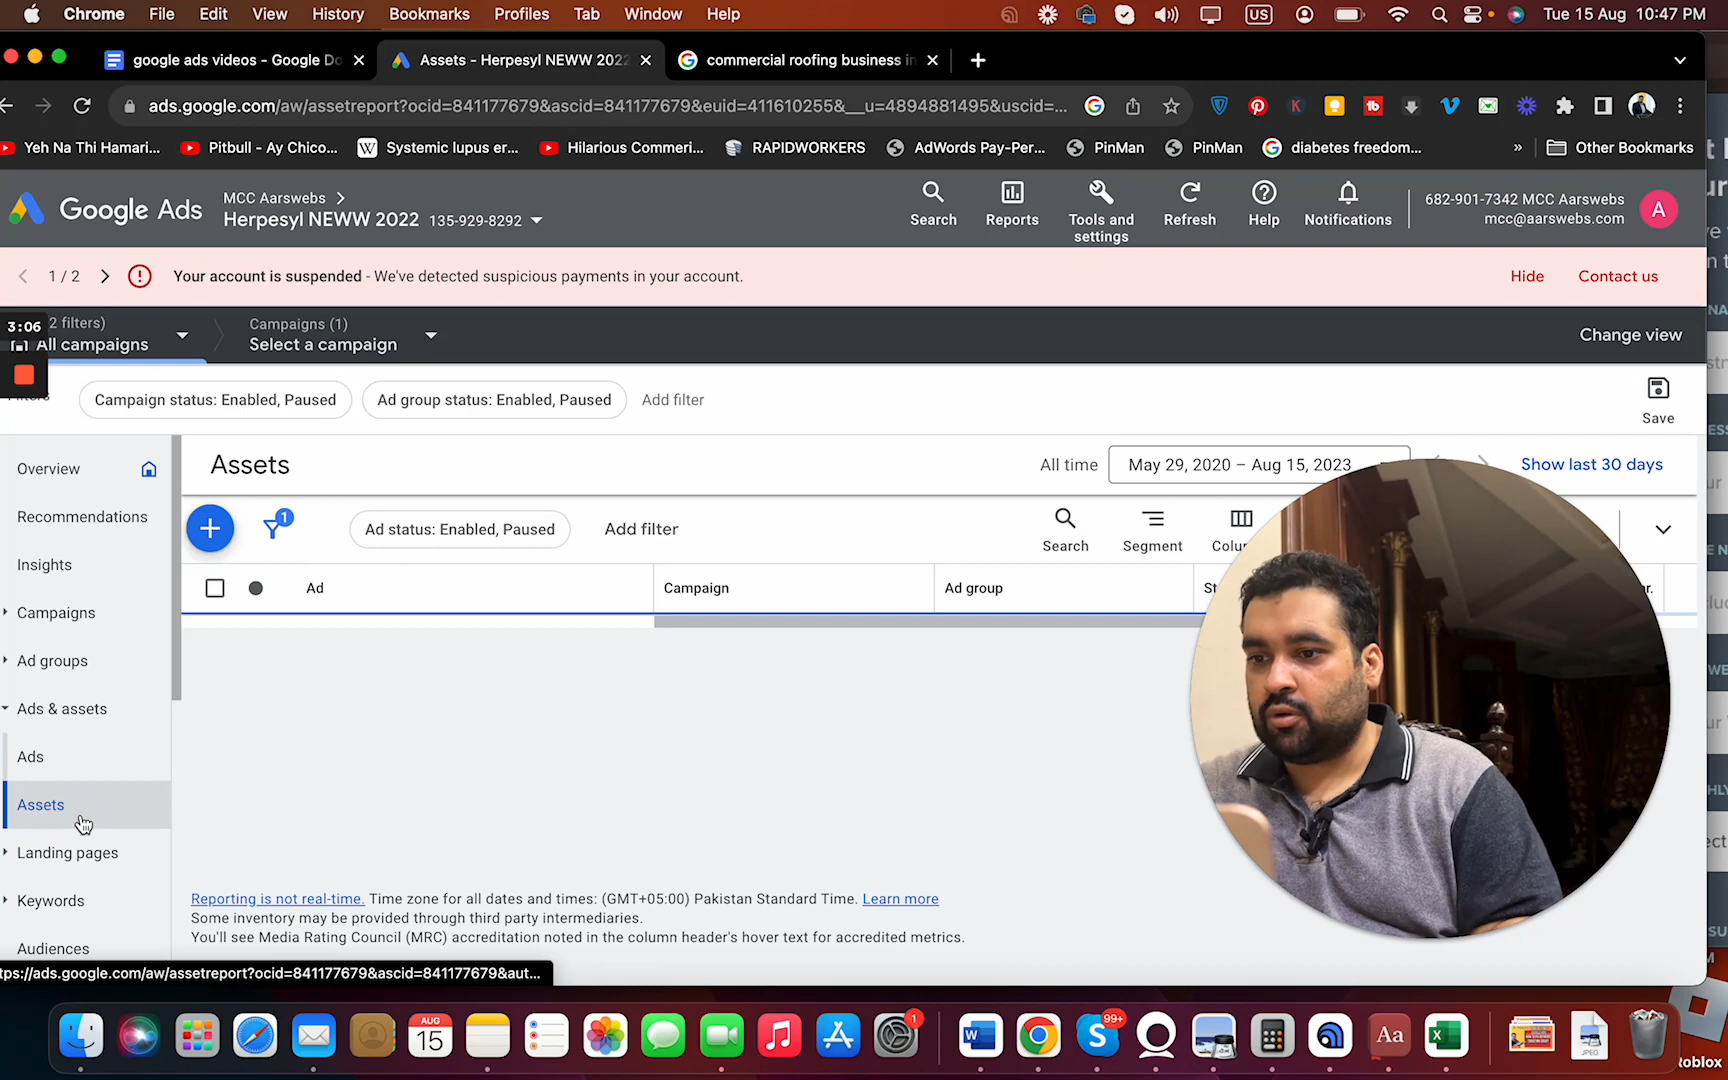 Chrome File Edit View History Bookmarks Profiles Tab Window Help US Tue 15 Aug 10:47 PM
google ads videos - Google Do Assets - Herpesyl NEWW 2022 commercial roofing business in
ads.google.com/aw/assetreport?ocid=841177679&ascid=841177679&euid=411610255&__u=4894881495&uscid=...
Yeh Na Thi Hamari... Pitbull - Ay Chico... Systemic lupus er... Hilarious Commeri... RAPIDWORKERS AdWords Pay-Per... PinMan PinMan diabetes freedom... » Other Bookmarks
Google Ads
MCC Aarswebs
Herpesyl NEWW 2022 135-929-8292
Search Reports Tools and settings Refresh Help Notifications
682-901-7342 MCC Aarswebs
mcc@aarswebs.com
A
1 / 2 Your account is suspended - We've detected suspicious payments in your account. Hide Contact us
3:06
2 filters)
All campaigns
Campaigns (1)
Select a campaign
Change view
Campaign status: Enabled, Paused Ad group status: Enabled, Paused Add filter Save
Overview
Recommendations
Insights
Campaigns
Ad groups
Ads & assets
Ads
Assets
Landing pages
Keywords
Audiences
Assets All time May 29, 2020 – Aug 15, 2023 Show last 30 days
1 Ad status: Enabled, Paused Add filter Search Segment
Ad Campaign Ad group
Reporting is not real-time. Time zone for all dates and times: (GMT+05:00) Pakistan Standard Time. Learn more
Some inventory may be provided through third party intermediaries.
You'll see Media Rating Council (MRC) accreditation noted in the column header's hover text for accredited metrics.
tps://ads.google.com/aw/assetreport?ocid=841177679&ascid=841177679&aut...
AUG
15
1
99+
Aa
JPEG
Roblox